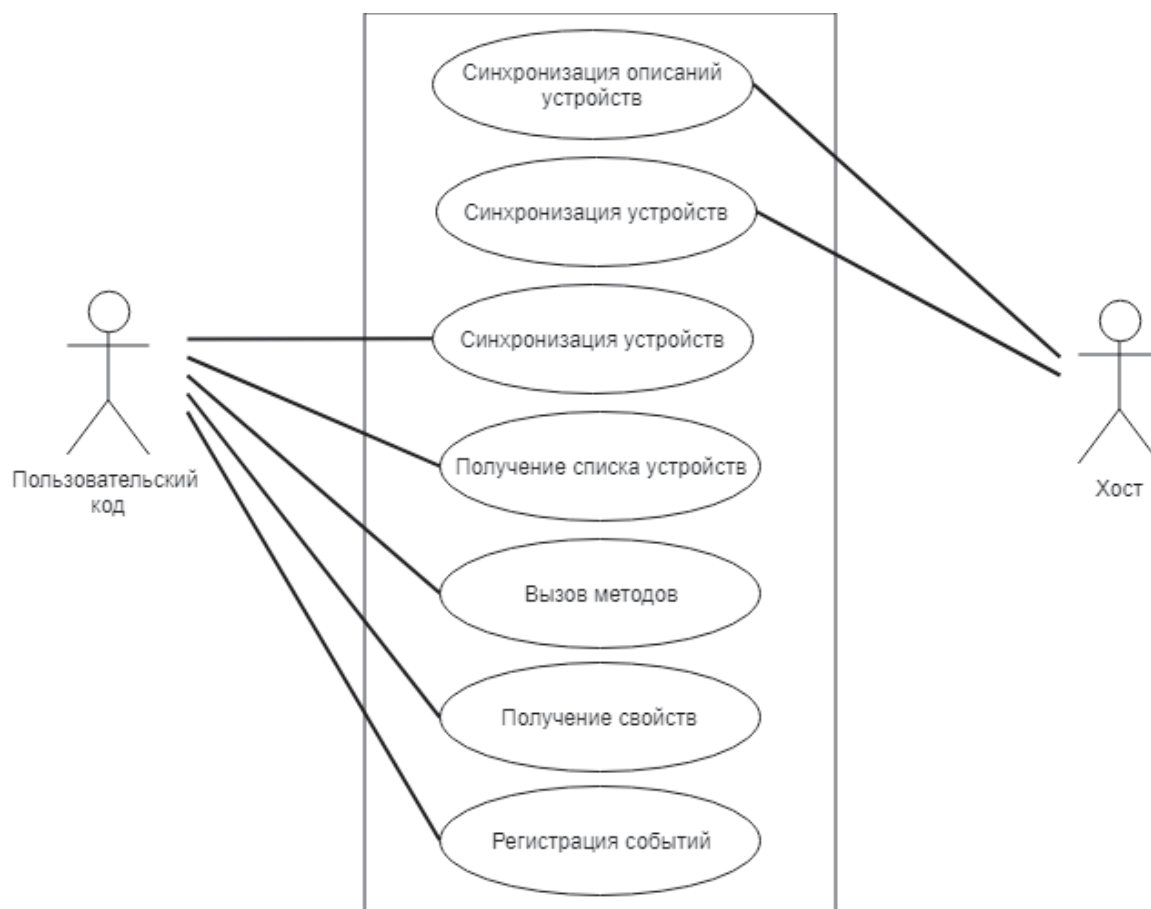 Синхронизация описаний
устройств
Синхронизация устройств
Синхронизация устройств
Получение списка устройств
Вызов методов
Получение свойств
Регистрация событий
Пользовательский
код
Хост